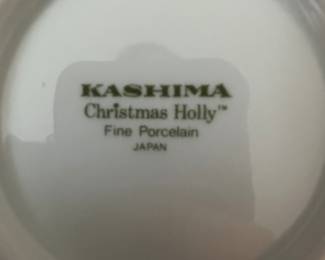 KASHIMA
Christmas Holly™
Fine Porcelain
JAPAN